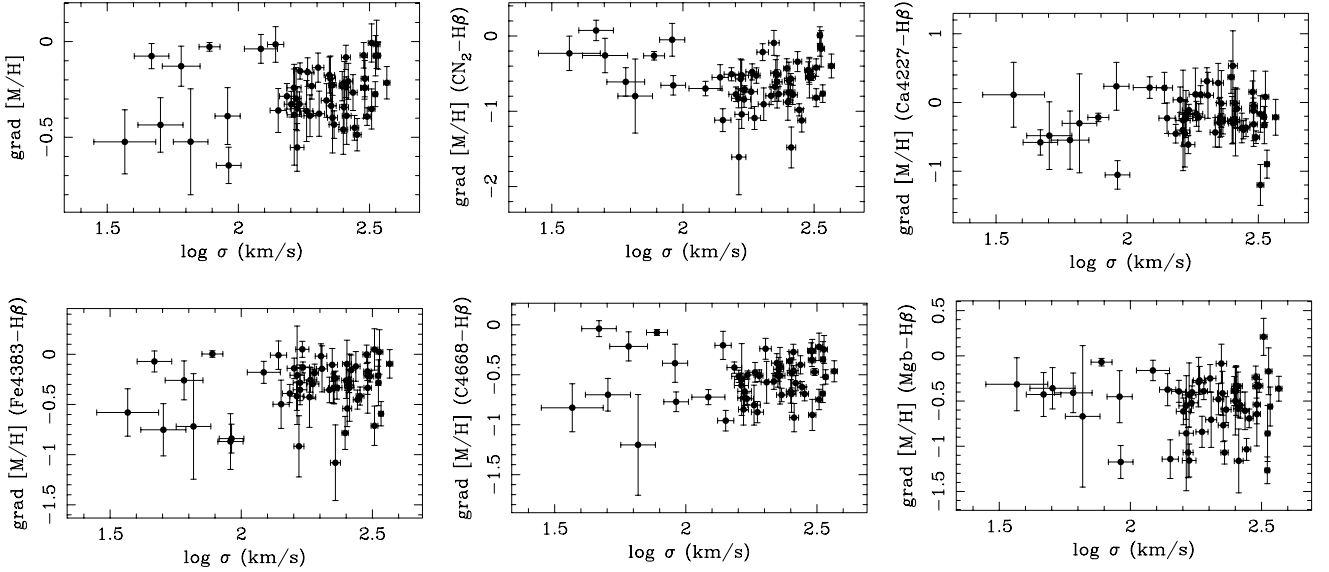 grad [M/H]
0
−0.5
1.5 2 2.5
log σ (km/s)
grad [M/H] (CN₂−Hβ)
0
−1
−2
1.5 2 2.5
log σ (km/s)
grad [M/H] (Ca4227−Hβ)
1
0
−1
1.5 2 2.5
log σ (km/s)
grad [M/H] (Fe4383−Hβ)
0
−0.5
−1
−1.5
1.5 2 2.5
log σ (km/s)
grad [M/H] (C4668−Hβ)
0
−0.5
−1
−1.5
1.5 2 2.5
log σ (km/s)
grad [M/H] (Mgb−Hβ)
0.5
0
−0.5
−1
−1.5
1.5 2 2.5
log σ (km/s)